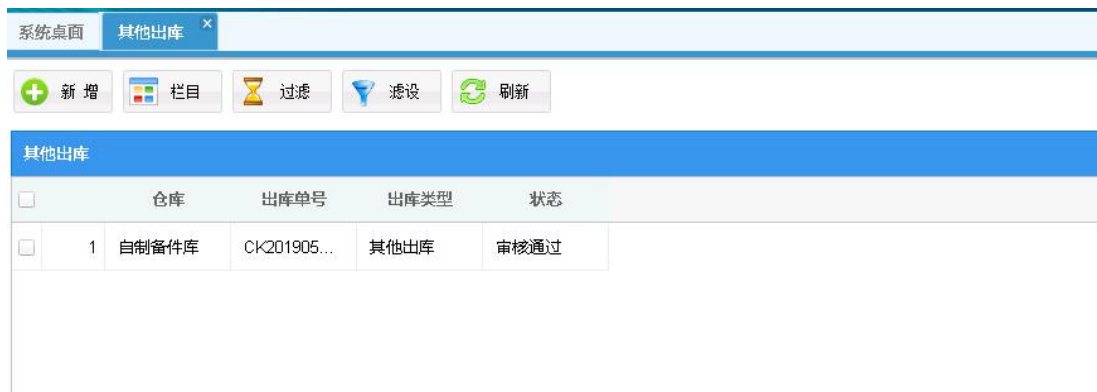 系统桌面 其他出库 ×
新 增 栏目 过滤 滤设 刷新
其他出库
仓库 出库单号 出库类型 状态
1 自制备件库 CK201905... 其他出库 审核通过